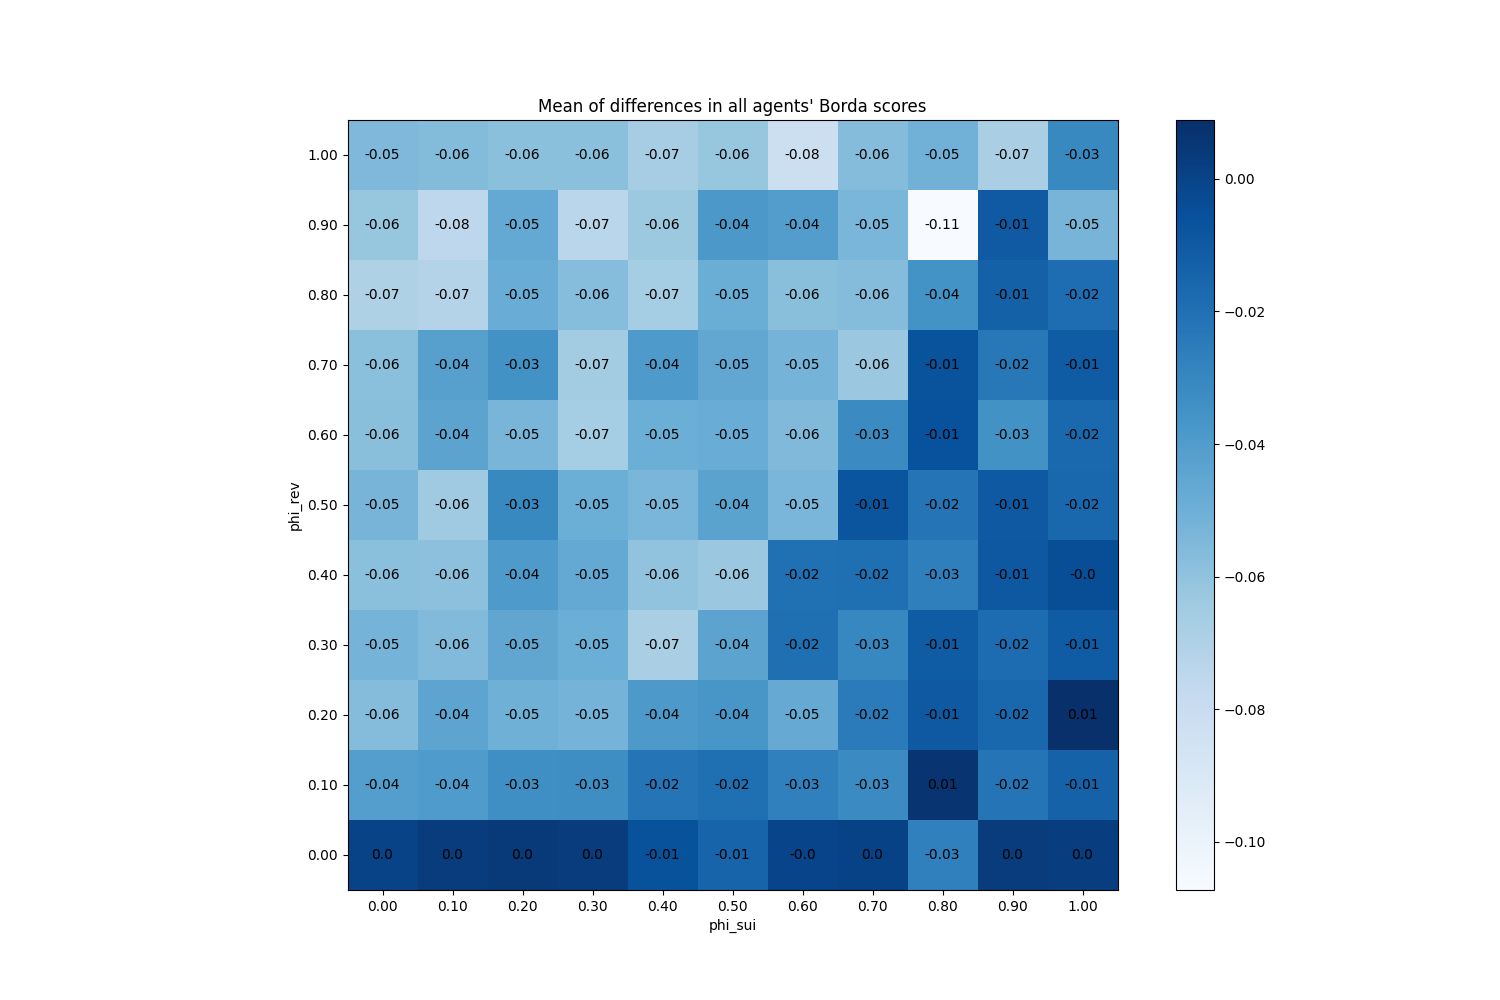 Mean of differences in all agents' Borda scores
1.00 -0.05 -0.06 -0.06 -0.06 -0.07 -0.06 -0.08 -0.06 -0.05 -0.07 -0.03
0.90 -0.06 -0.08 -0.05 -0.07 -0.06 -0.04 -0.04 -0.05 -0.11 -0.01 -0.05
0.80 -0.07 -0.07 -0.05 -0.06 -0.07 -0.05 -0.06 -0.06 -0.04 -0.01 -0.02
0.70 -0.06 -0.04 -0.03 -0.07 -0.04 -0.05 -0.05 -0.06 -0.01 -0.02 -0.01
0.60 -0.06 -0.04 -0.05 -0.07 -0.05 -0.05 -0.06 -0.03 -0.01 -0.03 -0.02
0.50 -0.05 -0.06 -0.03 -0.05 -0.05 -0.04 -0.05 -0.01 -0.02 -0.01 -0.02
0.40 -0.06 -0.06 -0.04 -0.05 -0.06 -0.06 -0.02 -0.02 -0.03 -0.01 -0.0
0.30 -0.05 -0.06 -0.05 -0.05 -0.07 -0.04 -0.02 -0.03 -0.01 -0.02 -0.01
0.20 -0.06 -0.04 -0.05 -0.05 -0.04 -0.04 -0.05 -0.02 -0.01 -0.02 0.01
0.10 -0.04 -0.04 -0.03 -0.03 -0.02 -0.02 -0.03 -0.03 0.01 -0.02 -0.01
0.00 0.0 0.0 0.0 0.0 -0.01 -0.01 -0.0 0.0 -0.03 0.0 0.0
0.00 0.10 0.20 0.30 0.40 0.50 0.60 0.70 0.80 0.90 1.00
phi_sui
phi_rev
0.00
−0.02
−0.04
−0.06
−0.08
−0.10